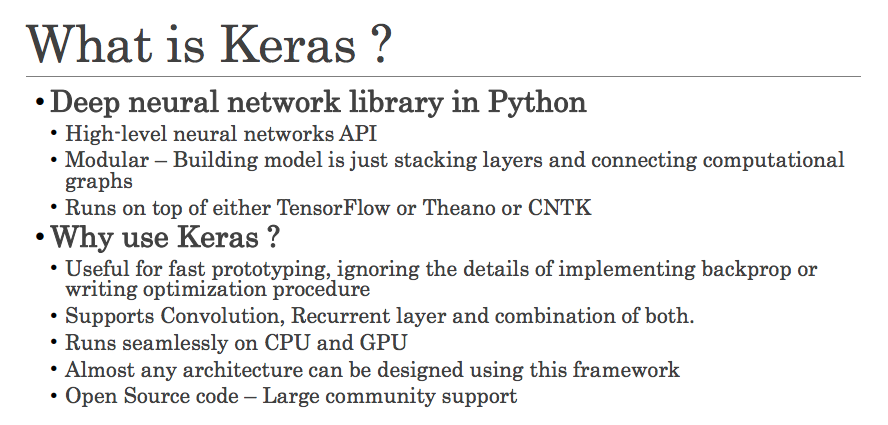 What is Keras ?
• Deep neural network library in Python
• High-level neural networks API
• Modular – Building model is just stacking layers and connecting computational
graphs
• Runs on top of either TensorFlow or Theano or CNTK
• Why use Keras ?
• Useful for fast prototyping, ignoring the details of implementing backprop or
writing optimization procedure
• Supports Convolution, Recurrent layer and combination of both.
• Runs seamlessly on CPU and GPU
• Almost any architecture can be designed using this framework
• Open Source code – Large community support